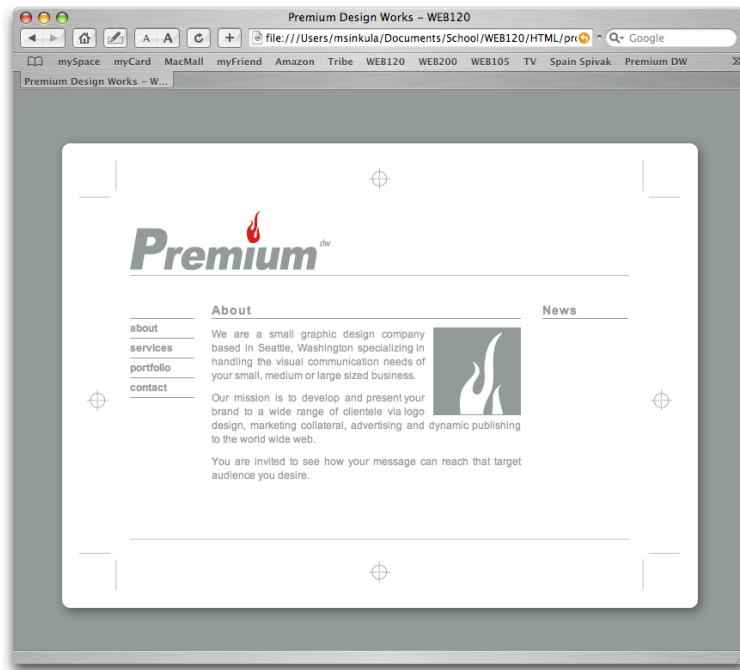 Premium Design Works – WEB120
A A
file:///Users/msinkula/Documents/School/WEB120/HTML/pr
Google
mySpace myCard MacMall myFriend Amazon Tribe WEB120 WEB200 WEB105 TV Spain Spivak Premium DW
Premium Design Works – W...
Premium dw
about
services
portfolio
contact
About
We are a small graphic design company
based in Seattle, Washington specializing in
handling the visual communication needs of
your small, medium or large sized business.
Our mission is to develop and present your
brand to a wide range of clientele via logo
design, marketing collateral, advertising and dynamic publishing
to the world wide web.
You are invited to see how your message can reach that target
audience you desire.
News